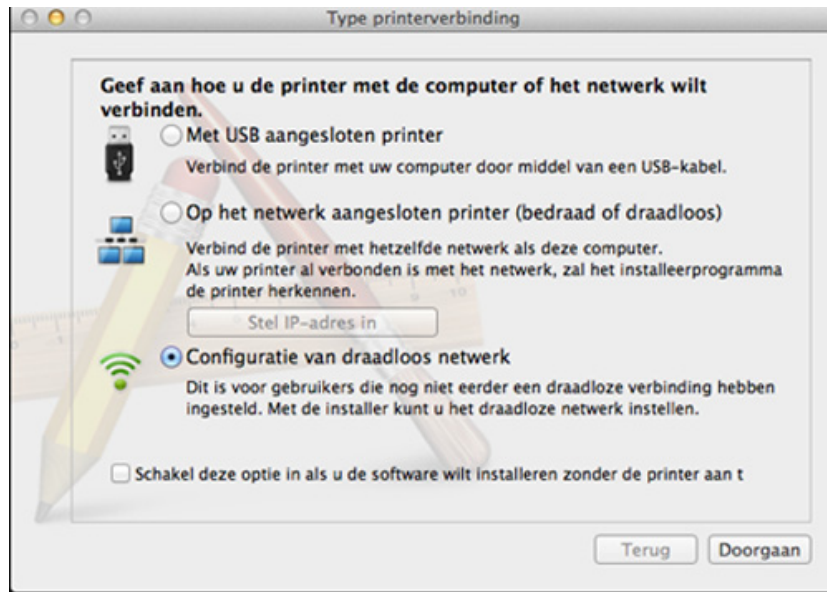 Type printerverbinding
Geef aan hoe u de printer met de computer of het netwerk wilt
verbinden.
Met USB aangesloten printer
Verbind de printer met uw computer door middel van een USB-kabel.
Op het netwerk aangesloten printer (bedraad of draadloos)
Verbind de printer met hetzelfde netwerk als deze computer.
Als uw printer al verbonden is met het netwerk, zal het installeerprogramma
de printer herkennen.
Stel IP-adres in
Configuratie van draadloos netwerk
Dit is voor gebruikers die nog niet eerder een draadloze verbinding hebben
ingesteld. Met de installer kunt u het draadloze netwerk instellen.
Schakel deze optie in als u de software wilt installeren zonder de printer aan t
Terug Doorgaan